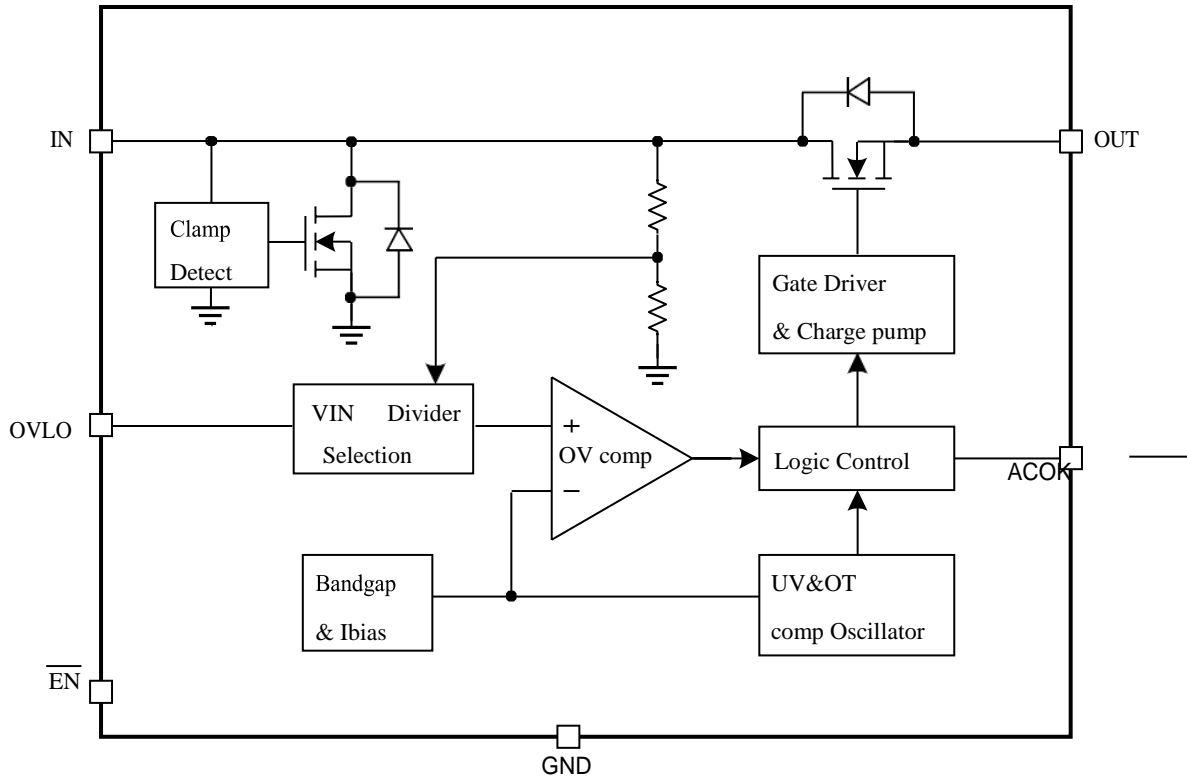 IN
OUT
Clamp
Detect
Gate Driver
& Charge pump
OVLO
VIN Divider
Selection
+
OV comp
−
Logic Control
ACOK
Bandgap
& Ibias
UV&OT
comp Oscillator
EN
GND